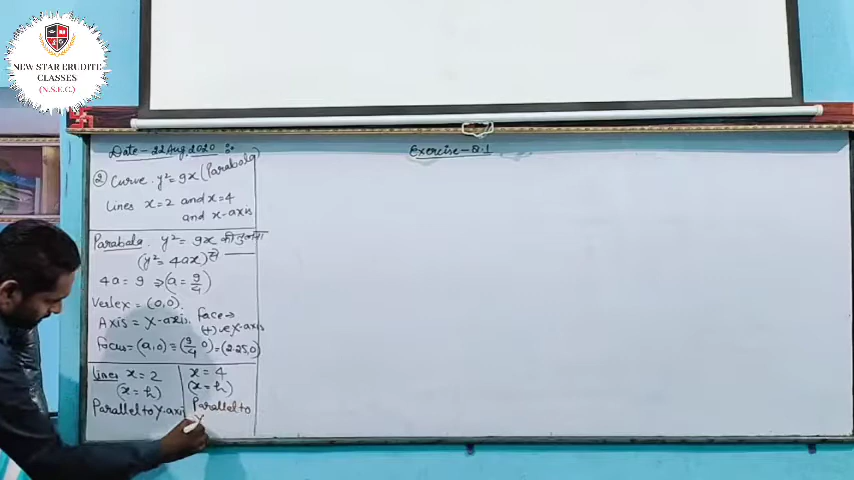 NEW STAR ERUDITE
CLASSES
(N.S.E.C.)
Date - 22 Aug, 2020 :
Exercise - 8.1
② Curve. y² = 9x (Parabola)
Lines x = 2 and x = 4
and x-axis
Parabala. y² = 9x की तुलना
(y² = 4ax) से
4a = 9 ⇒ (a = 9/4)
Vertex = (0,0).
Axis = X-axis. Face →
(+)ve X-axis
Focus = (a,0) = (9/4, 0) = (2.25,0)
Lines x = 2
(x = h)
Parallel to Y-axis
x = 4
(x = h)
Parallel to
Y